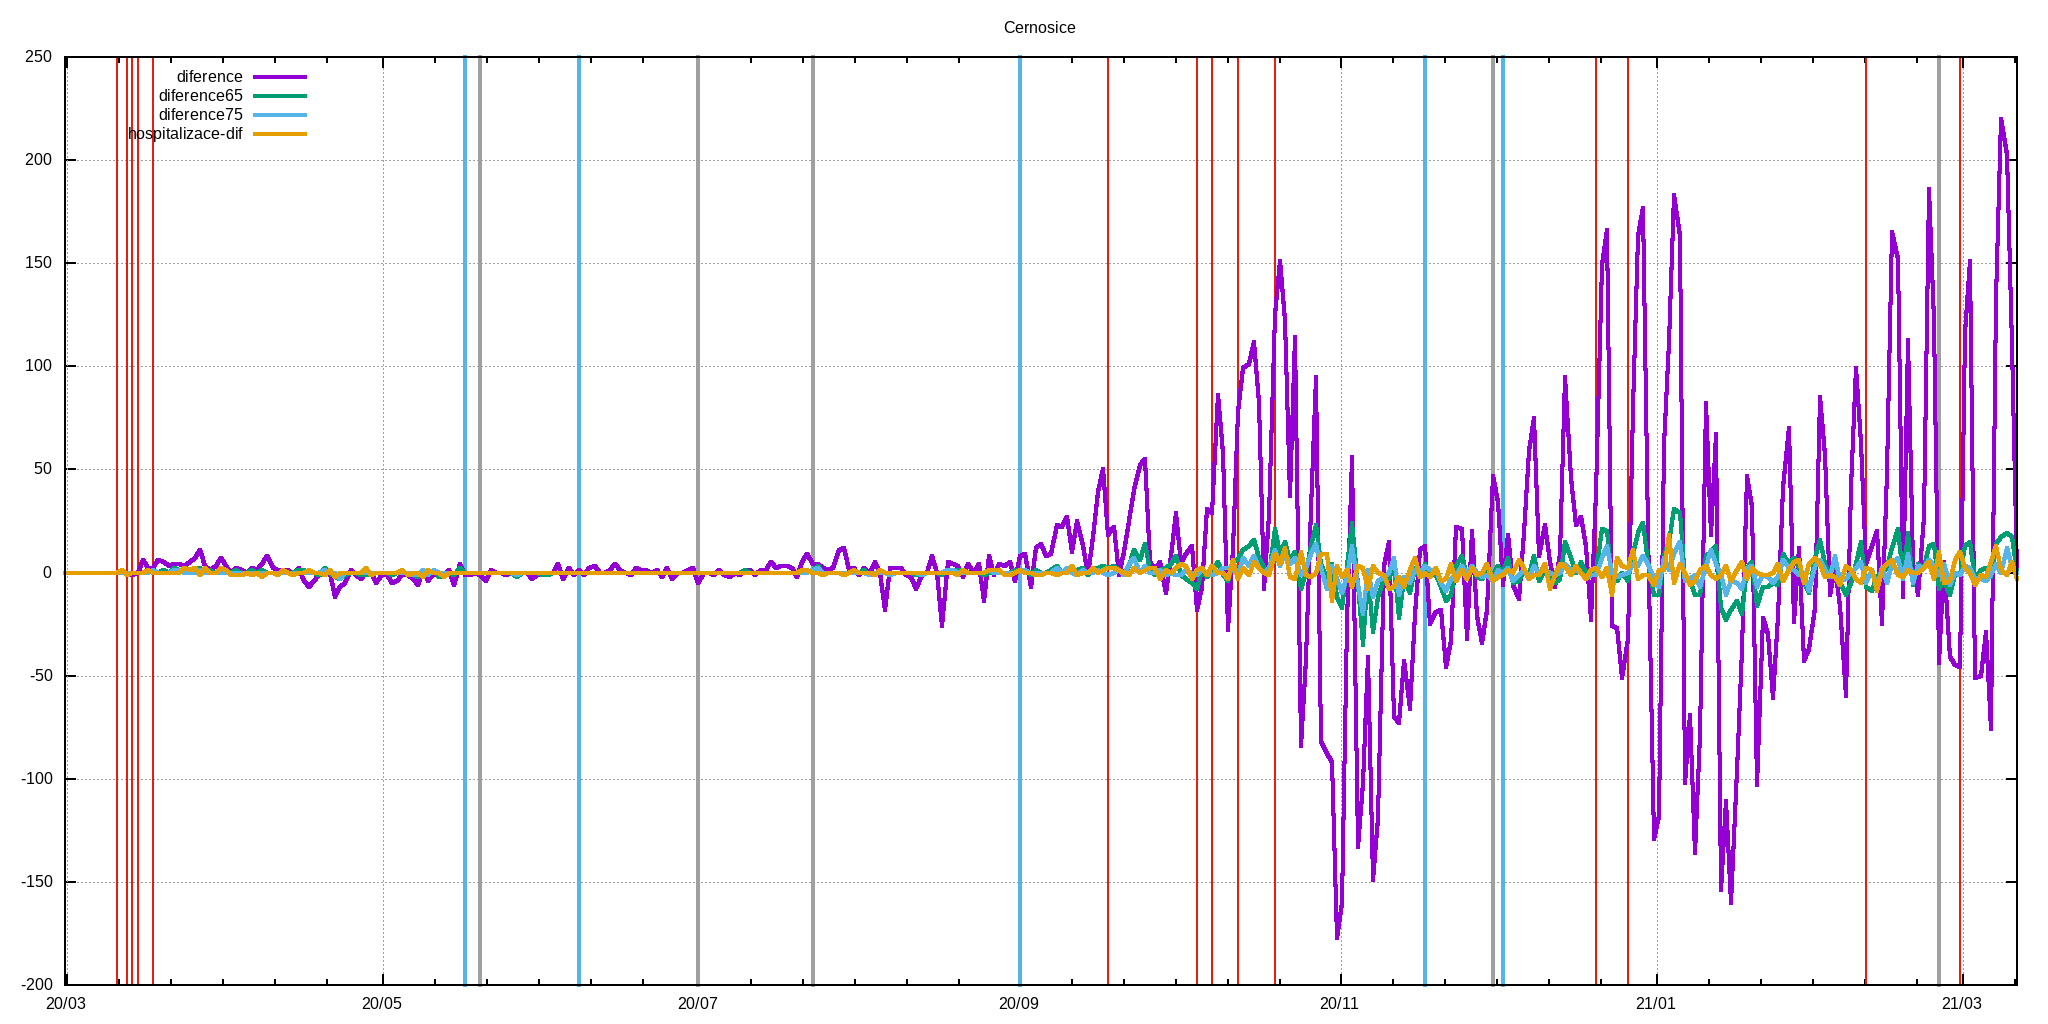 Cernosice
250
200
150
100
50
0
-50
-100
-150
-200
diference
diference65
diference75
hospitalizace-dif
20/03 20/05 20/07 20/09 20/11 21/01 21/03